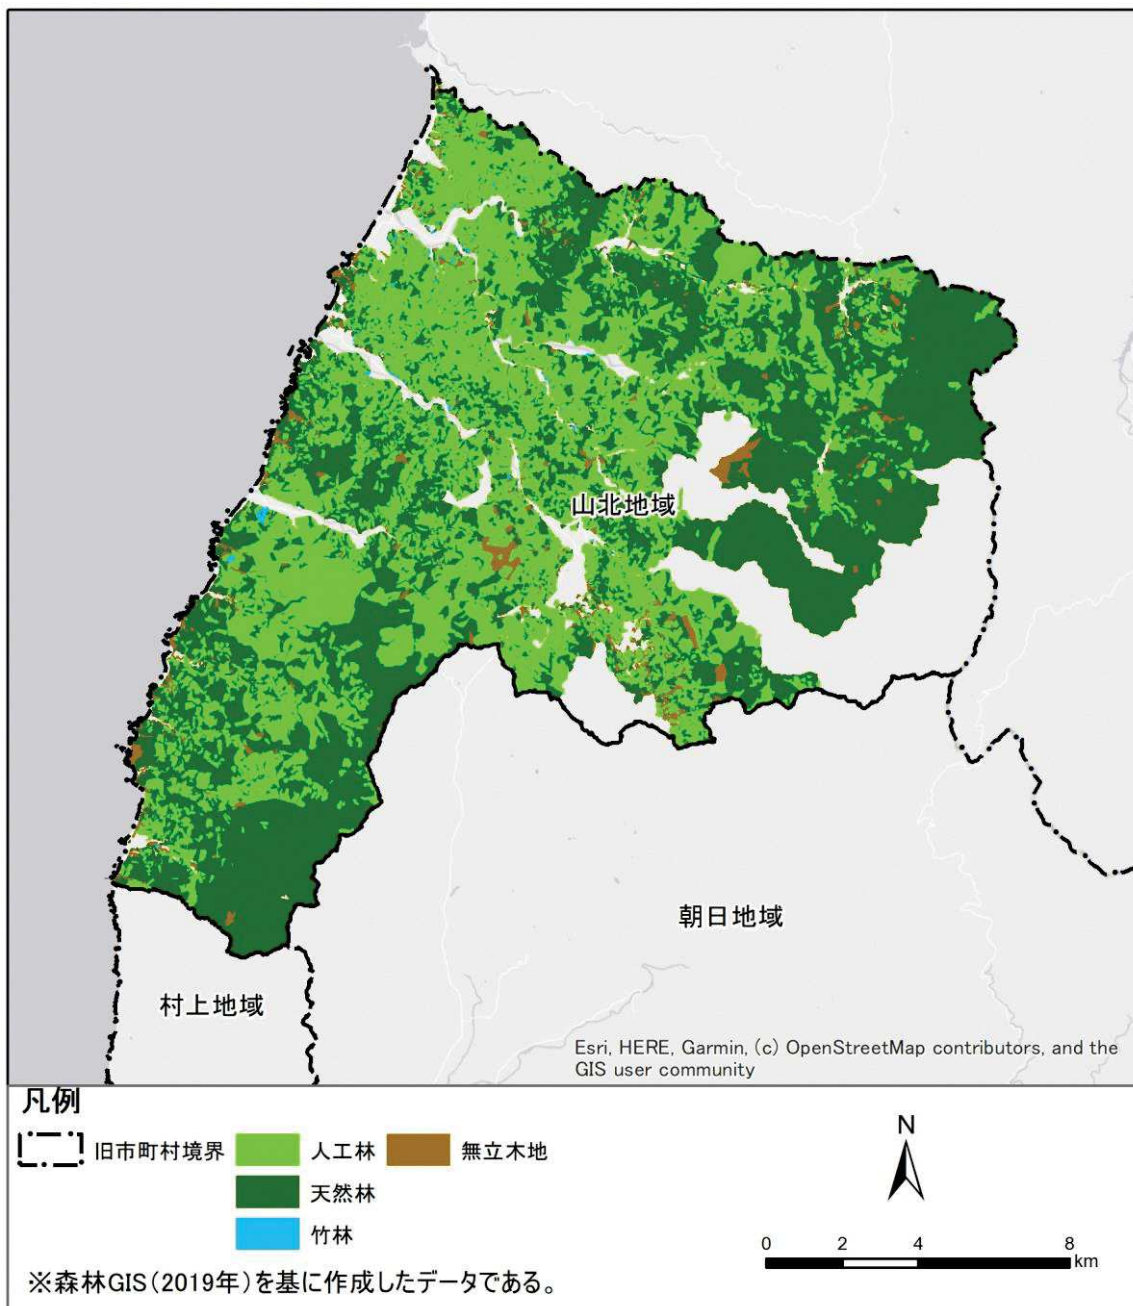 山北地域
朝日地域
村上地域
Esri, HERE, Garmin, (c) OpenStreetMap contributors, and the
GIS user community
凡例
旧市町村境界 人工林 無立木地
天然林
竹林
N
0 2 4 8
km
※森林GIS(2019年)を基に作成したデータである。